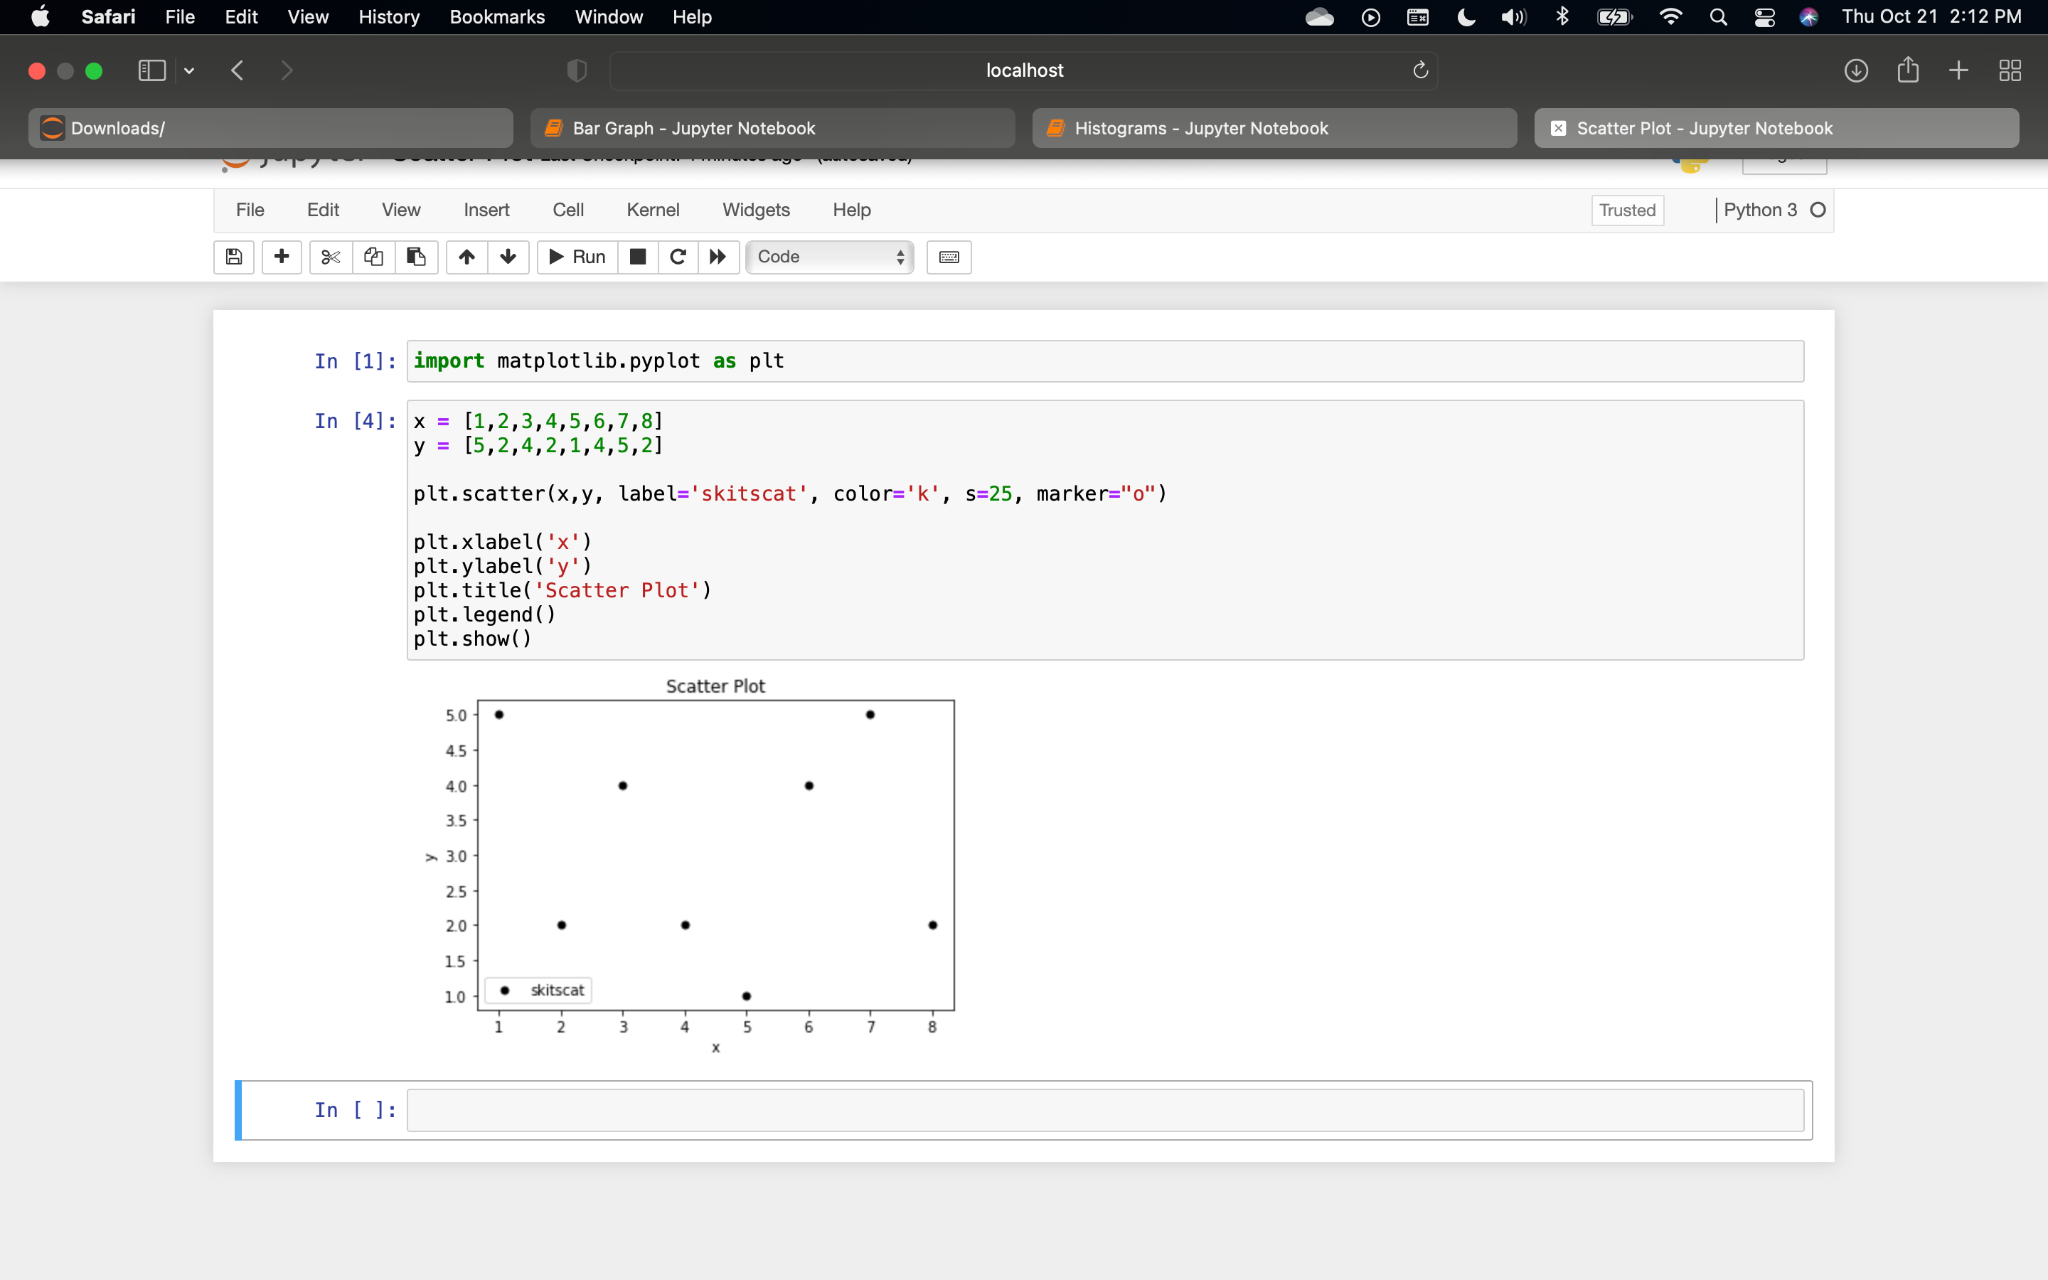 Safari File Edit View History Bookmarks Window Help Thu Oct 21 2:12 PM
localhost
Downloads/ Bar Graph - Jupyter Notebook Histograms - Jupyter Notebook Scatter Plot - Jupyter Notebook
File Edit View Insert Cell Kernel Widgets Help Trusted Python 3
Run Code
In [1]: import matplotlib.pyplot as plt
In [4]: x = [1,2,3,4,5,6,7,8]
y = [5,2,4,2,1,4,5,2]
plt.scatter(x,y, label='skitscat', color='k', s=25, marker="o")
plt.xlabel('x')
plt.ylabel('y')
plt.title('Scatter Plot')
plt.legend()
plt.show()
Scatter Plot
5.0
4.5
4.0
3.5
y 3.0
2.5
2.0
1.5
1.0
skitscat
1 2 3 4 5 6 7 8
x
In [ ]: